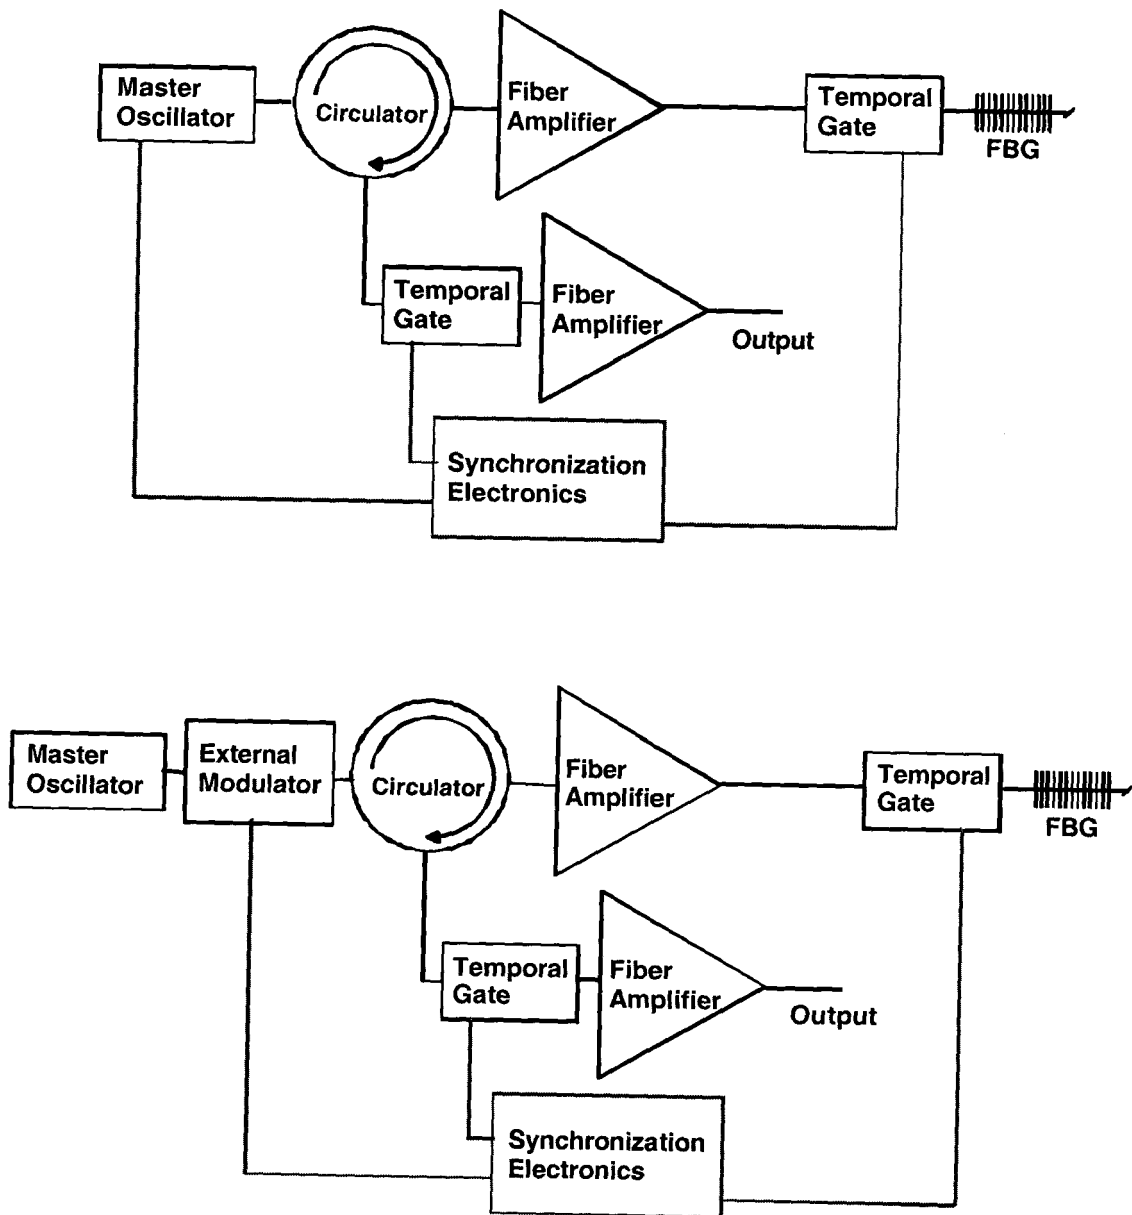 Master
Oscillator
Circulator
Fiber
Amplifier
Temporal
Gate
FBG
Temporal
Gate
Fiber
Amplifier
Output
Synchronization
Electronics
Master
Oscillator
External
Modulator
Circulator
Fiber
Amplifier
Temporal
Gate
FBG
Temporal
Gate
Fiber
Amplifier
Output
Synchronization
Electronics